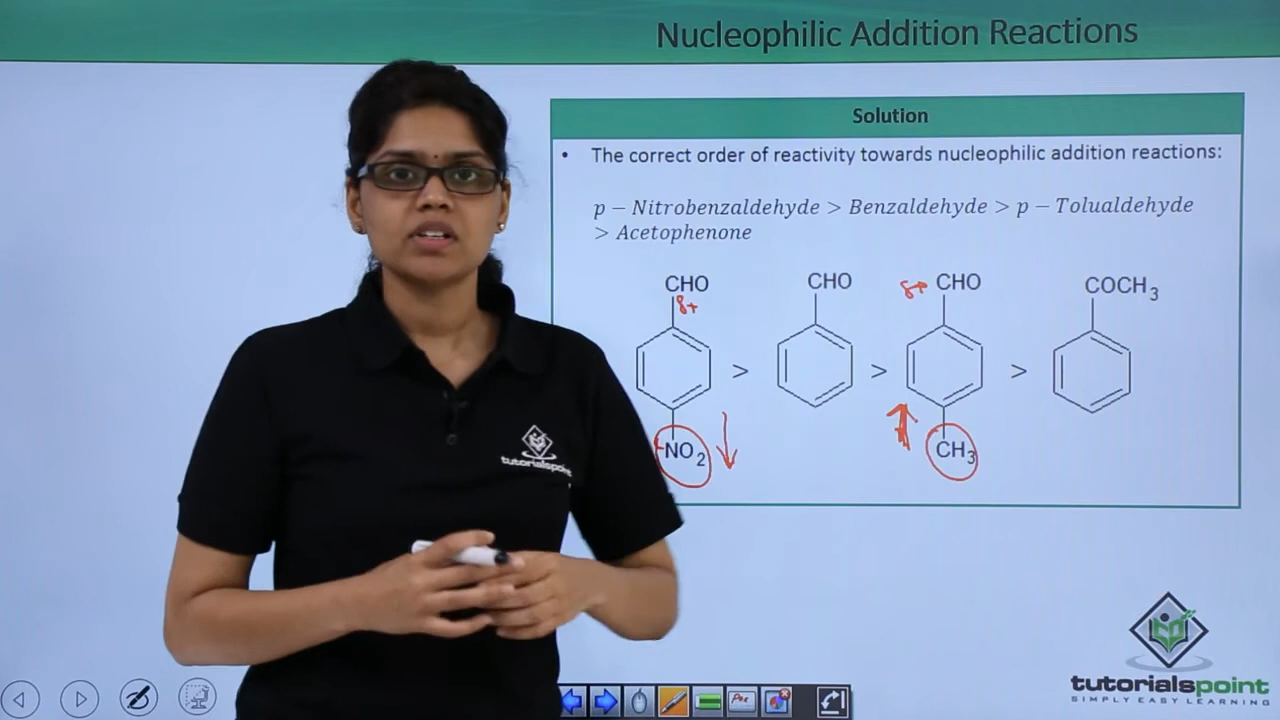 Nucleophilic Addition Reactions
Solution
• The correct order of reactivity towards nucleophilic addition reactions:
p − Nitrobenzaldehyde > Benzaldehyde > p − Tolualdehyde
> Acetophenone
CHO CHO δ+ CHO COCH3
δ+
> > >
NO2 CH3
tutorialspoint
tutorialspoint
SIMPLY EASY LEARNING